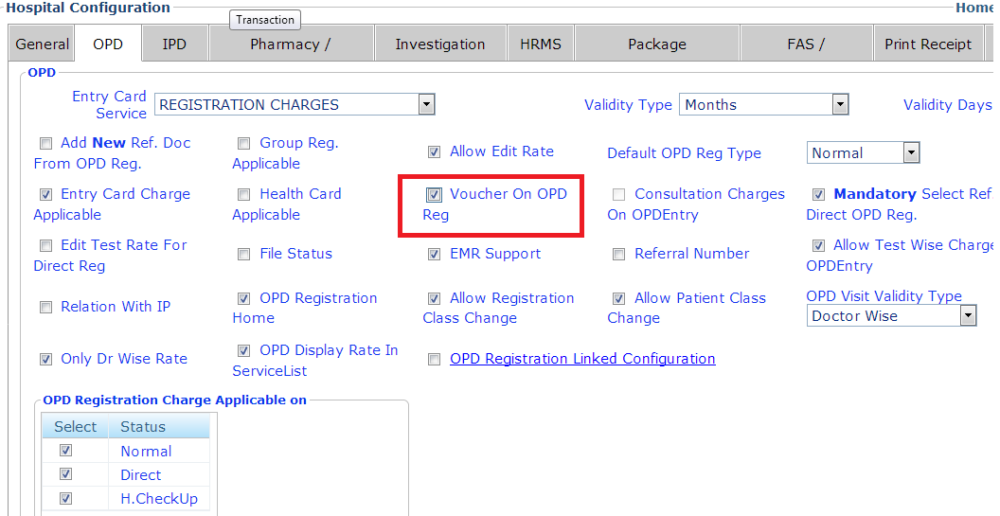 Hospital Configuration
Home
Transaction
General OPD IPD Pharmacy / Investigation HRMS Package FAS / Print Receipt
OPD
Entry Card
Service
REGISTRATION CHARGES
Validity Type
Months
Validity Days
Add New Ref. Doc
From OPD Reg.
Group Reg.
Applicable
Allow Edit Rate
Default OPD Reg Type
Normal
Entry Card Charge
Applicable
Health Card
Applicable
Voucher On OPD
Reg
Consultation Charges
On OPDEntry
Mandatory Select Ref.
Direct OPD Reg.
Edit Test Rate For
Direct Reg
File Status
EMR Support
Referral Number
Allow Test Wise Charge
OPDEntry
Relation With IP
OPD Registration
Home
Allow Registration
Class Change
Allow Patient Class
Change
OPD Visit Validity Type
Doctor Wise
Only Dr Wise Rate
OPD Display Rate In
ServiceList
OPD Registration Linked Configuration
OPD Registration Charge Applicable on
Select Status
Normal
Direct
H.CheckUp